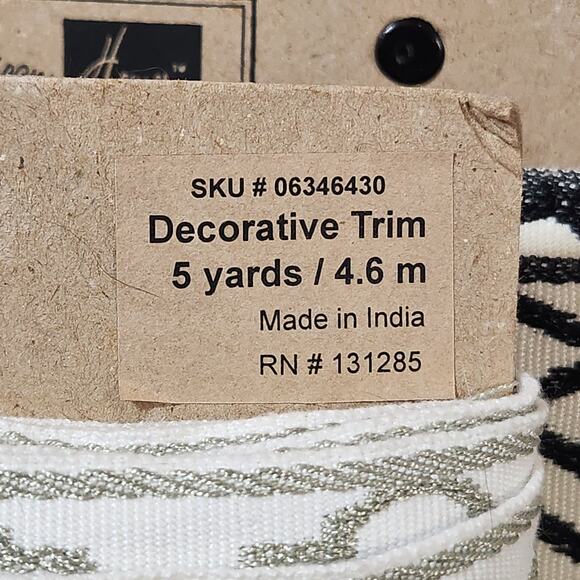 SKU # 06346430
Decorative Trim
5 yards / 4.6 m
Made in India
RN # 131285